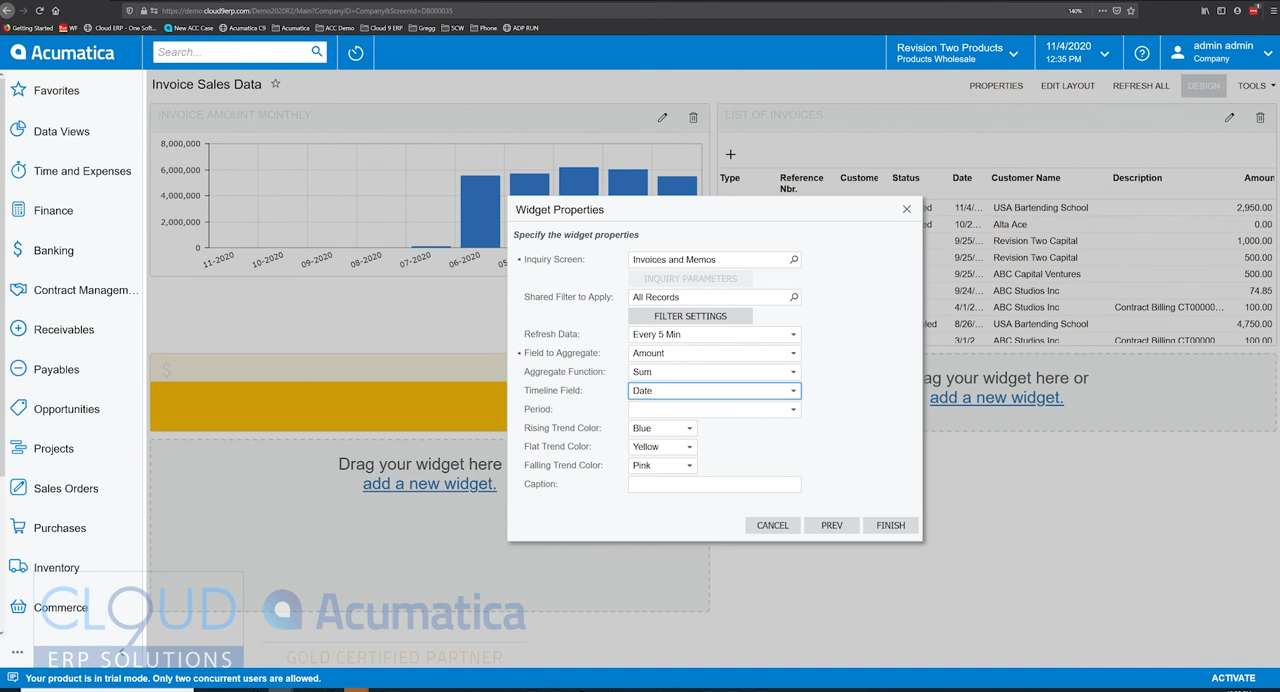 https://demo.cloud9erp.com/Demo2020R2/Main?CompanyID=Company&ScreenId=DB000035
140%
Getting Started
WF
Cloud ERP - One Soft...
New ACC Case
Acumatica C9
Acumatica
ACC Demo
Cloud 9 ERP
Gregg
SCW
Phone
ADP RUN
Acumatica
Search...
Revision Two Products
Products Wholesale
11/4/2020
12:35 PM
admin admin
Company
Favorites
Data Views
Time and Expenses
Finance
Banking
Contract Managem...
Receivables
Payables
Opportunities
Projects
Sales Orders
Purchases
Inventory
Commerce
Invoice Sales Data
PROPERTIES
EDIT LAYOUT
REFRESH ALL
DESIGN
TOOLS
INVOICE AMOUNT MONTHLY
8,000,000
6,000,000
4,000,000
2,000,000
0
11-2020
10-2020
09-2020
08-2020
07-2020
06-2020
05
LIST OF INVOICES
Type Reference Nbr. Custome Status Date Customer Name Description Amoun
ed 11/4/... USA Bartending School 2,950.00
10/2... Alta Ace 0.00
9/25/... Revision Two Capital 1,000.00
9/25/... Revision Two Capital 500.00
9/25/... ABC Capital Ventures 500.00
9/24/... ABC Studios Inc 74.85
4/1/2... ABC Studios Inc Contract Billing CT00000... 100.00
8/26/... USA Bartending School 4,750.00
3/1/2... ABC Studios Inc Contract Billing CT00000... 100.00
$
Drag your widget here
add a new widget.
ag your widget here or
add a new widget.
Widget Properties
Specify the widget properties
Inquiry Screen: Invoices and Memos
INQUIRY PARAMETERS
Shared Filter to Apply: All Records
FILTER SETTINGS
Refresh Data: Every 5 Min
Field to Aggregate: Amount
Aggregate Function: Sum
Timeline Field: Date
Period:
Rising Trend Color: Blue
Flat Trend Color: Yellow
Falling Trend Color: Pink
Caption:
CANCEL
PREV
FINISH
CLOUD 9
ERP SOLUTIONS
Acumatica
GOLD CERTIFIED PARTNER
Your product is in trial mode. Only two concurrent users are allowed.
ACTIVATE